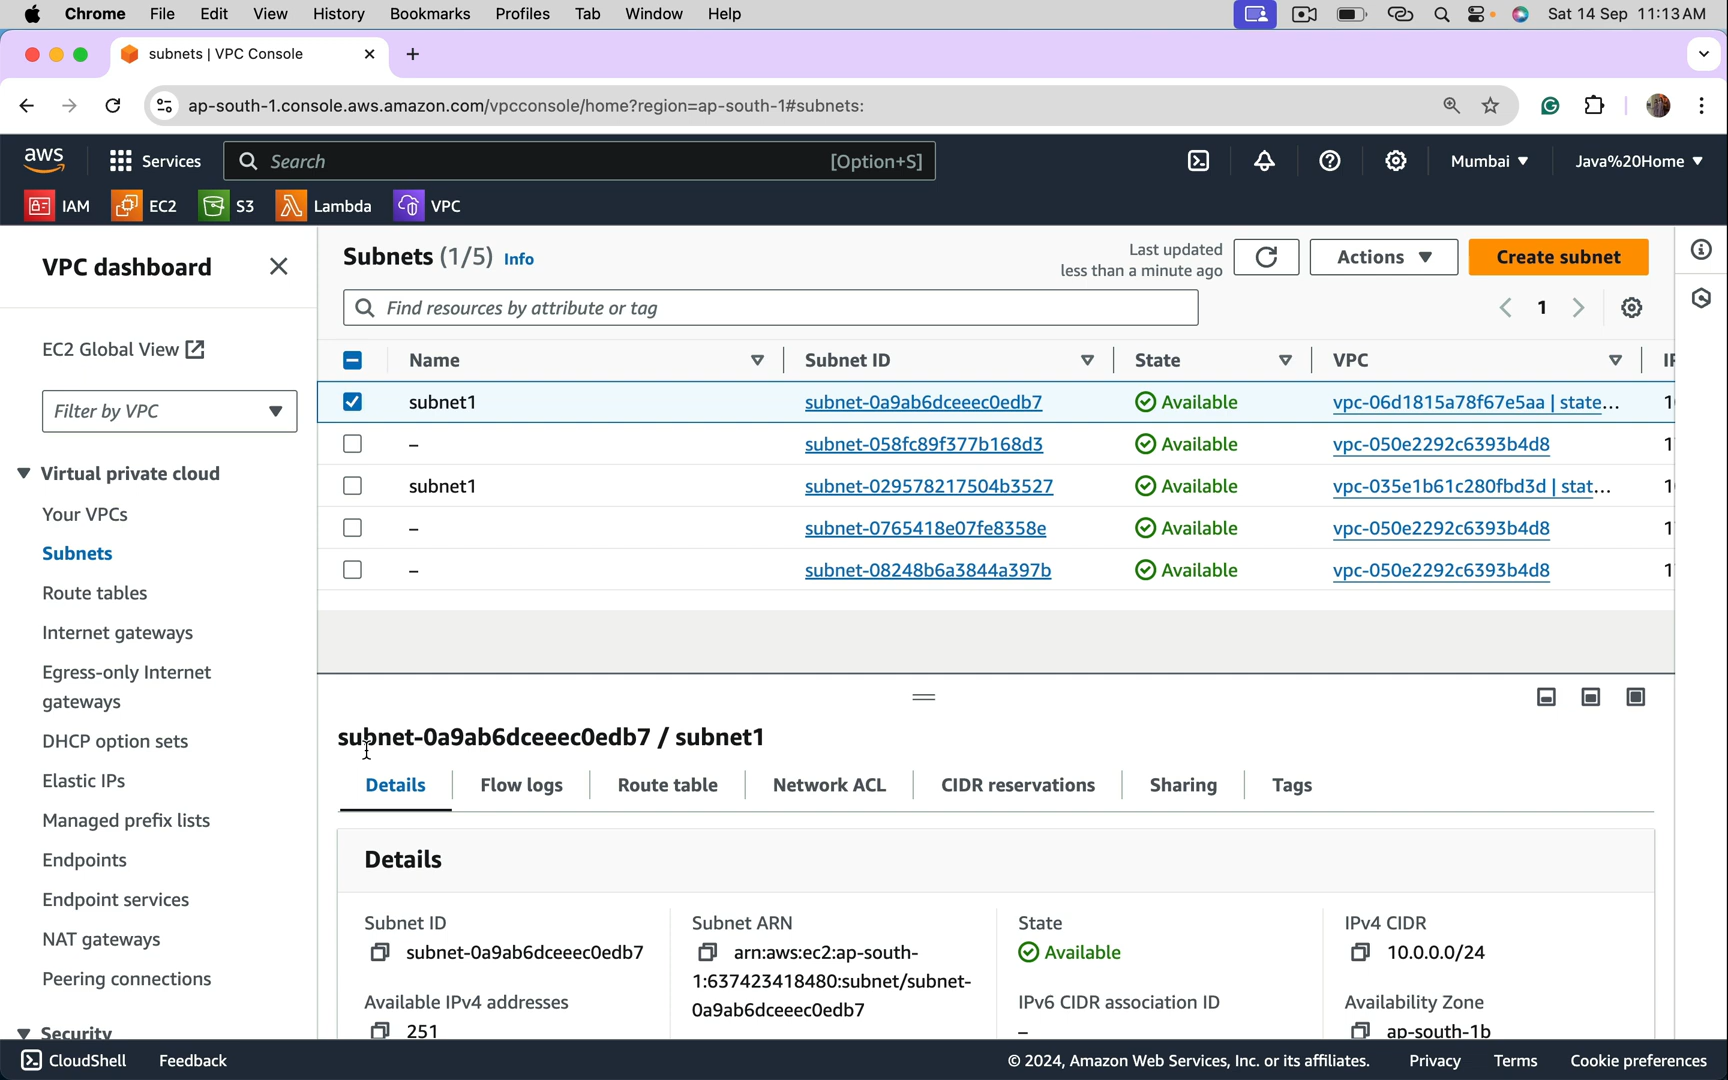 Chrome File Edit View History Bookmarks Profiles Tab Window Help Sat 14 Sep 11:13 AM
subnets | VPC Console
ap-south-1.console.aws.amazon.com/vpcconsole/home?region=ap-south-1#subnets:
aws Services Search [Option+S] Mumbai Java%20Home
IAM EC2 S3 Lambda VPC
VPC dashboard
EC2 Global View
Filter by VPC
Virtual private cloud
Your VPCs
Subnets
Route tables
Internet gateways
Egress-only Internet
gateways
DHCP option sets
Elastic IPs
Managed prefix lists
Endpoints
Endpoint services
NAT gateways
Peering connections
Security
Subnets (1/5) Info
Last updated
less than a minute ago
Actions
Create subnet
Find resources by attribute or tag
1
Name Subnet ID State VPC
subnet1 subnet-0a9ab6dceeec0edb7 Available vpc-06d1815a78f67e5aa | state...
– subnet-058fc89f377b168d3 Available vpc-050e2292c6393b4d8
subnet1 subnet-029578217504b3527 Available vpc-035e1b61c280fbd3d | stat...
– subnet-0765418e07fe8358e Available vpc-050e2292c6393b4d8
– subnet-08248b6a3844a397b Available vpc-050e2292c6393b4d8
subnet-0a9ab6dceeec0edb7 / subnet1
Details Flow logs Route table Network ACL CIDR reservations Sharing Tags
Details
Subnet ID
subnet-0a9ab6dceeec0edb7
Available IPv4 addresses
251
Subnet ARN
arn:aws:ec2:ap-south-
1:637423418480:subnet/subnet-
0a9ab6dceeec0edb7
State
Available
IPv6 CIDR association ID
–
IPv4 CIDR
10.0.0.0/24
Availability Zone
ap-south-1b
CloudShell Feedback © 2024, Amazon Web Services, Inc. or its affiliates. Privacy Terms Cookie preferences